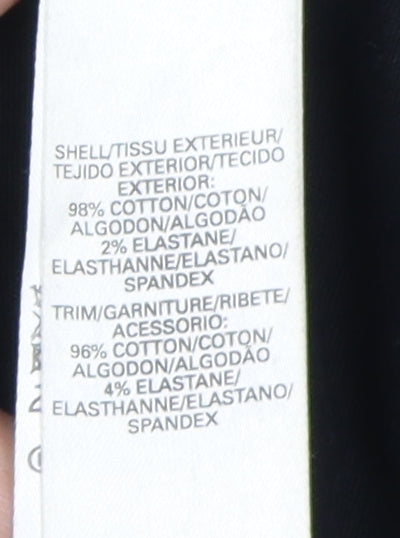 SHELL/TISSU EXTERIEUR/
TEJIDO EXTERIOR/TECIDO
EXTERIOR:
98% COTTON/COTON/
ALGODON/ALGODÃO
2% ELASTANE/
ELASTHANNE/ELASTANO/
SPANDEX
TRIM/GARNITURE/RIBETE/
ACESSORIO:
96% COTTON/COTON/
ALGODON/ALGODÃO
4% ELASTANE/
ELASTHANNE/ELASTANO/
SPANDEX